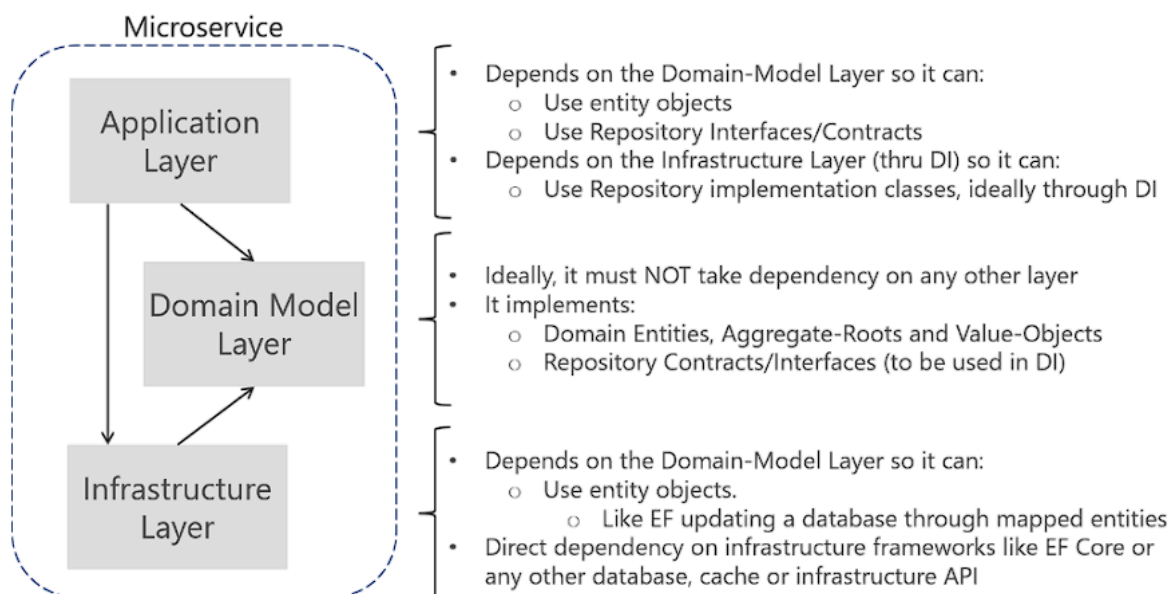 Microservice
Application
Layer
Domain Model
Layer
Infrastructure
Layer
• Depends on the Domain-Model Layer so it can:
o Use entity objects
o Use Repository Interfaces/Contracts
• Depends on the Infrastructure Layer (thru DI) so it can:
o Use Repository implementation classes, ideally through DI
• Ideally, it must NOT take dependency on any other layer
• It implements:
o Domain Entities, Aggregate-Roots and Value-Objects
o Repository Contracts/Interfaces (to be used in DI)
• Depends on the Domain-Model Layer so it can:
o Use entity objects.
o Like EF updating a database through mapped entities
• Direct dependency on infrastructure frameworks like EF Core or
any other database, cache or infrastructure API